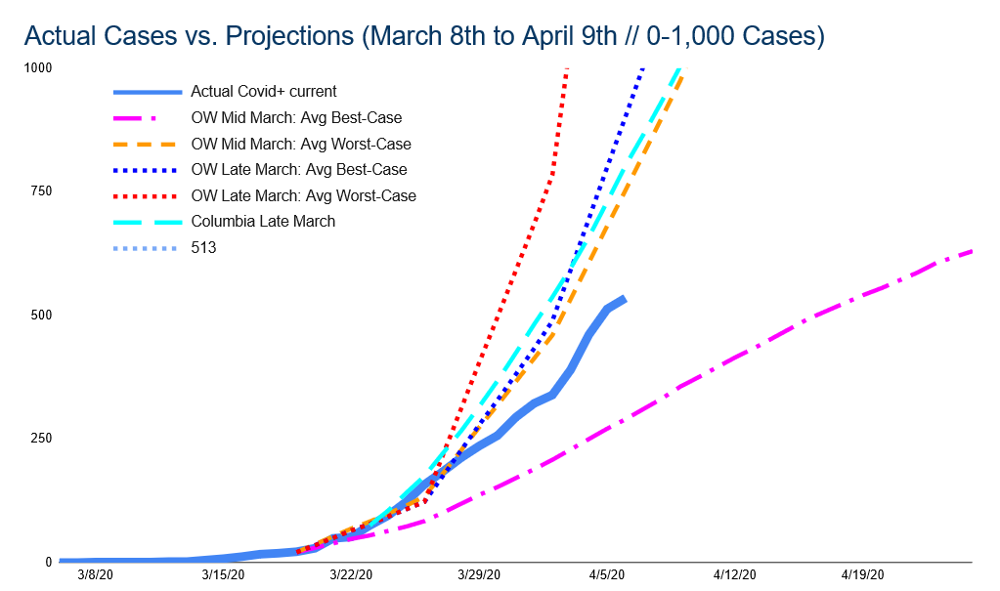 Actual Cases vs. Projections (March 8th to April 9th // 0-1,000 Cases)
1000
Actual Covid+ current
OW Mid March: Avg Best-Case
OW Mid March: Avg Worst-Case
OW Late March: Avg Best-Case
750
OW Late March: Avg Worst-Case
Columbia Late March
513
500
250
0
3/8/20 3/15/20 3/22/20 3/29/20 4/5/20 4/12/20 4/19/20